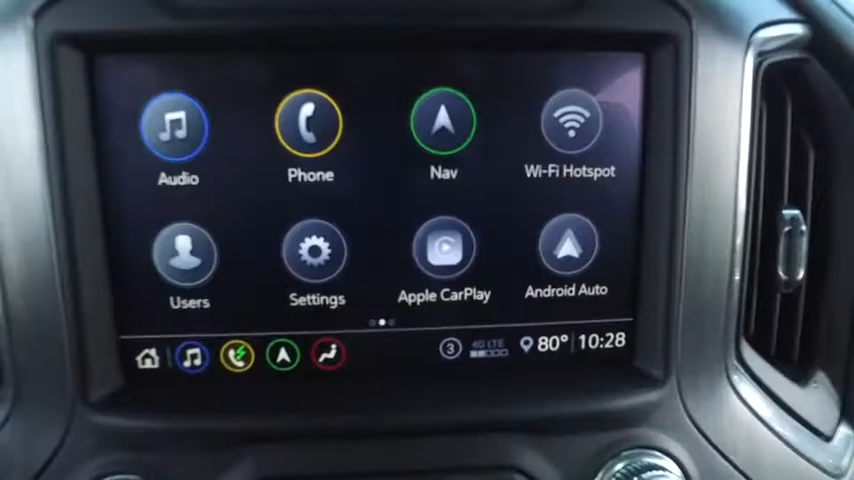 Audio Phone Nav Wi-Fi Hotspot
Users Settings Apple CarPlay Android Auto
3 4G LTE 80° 10:28